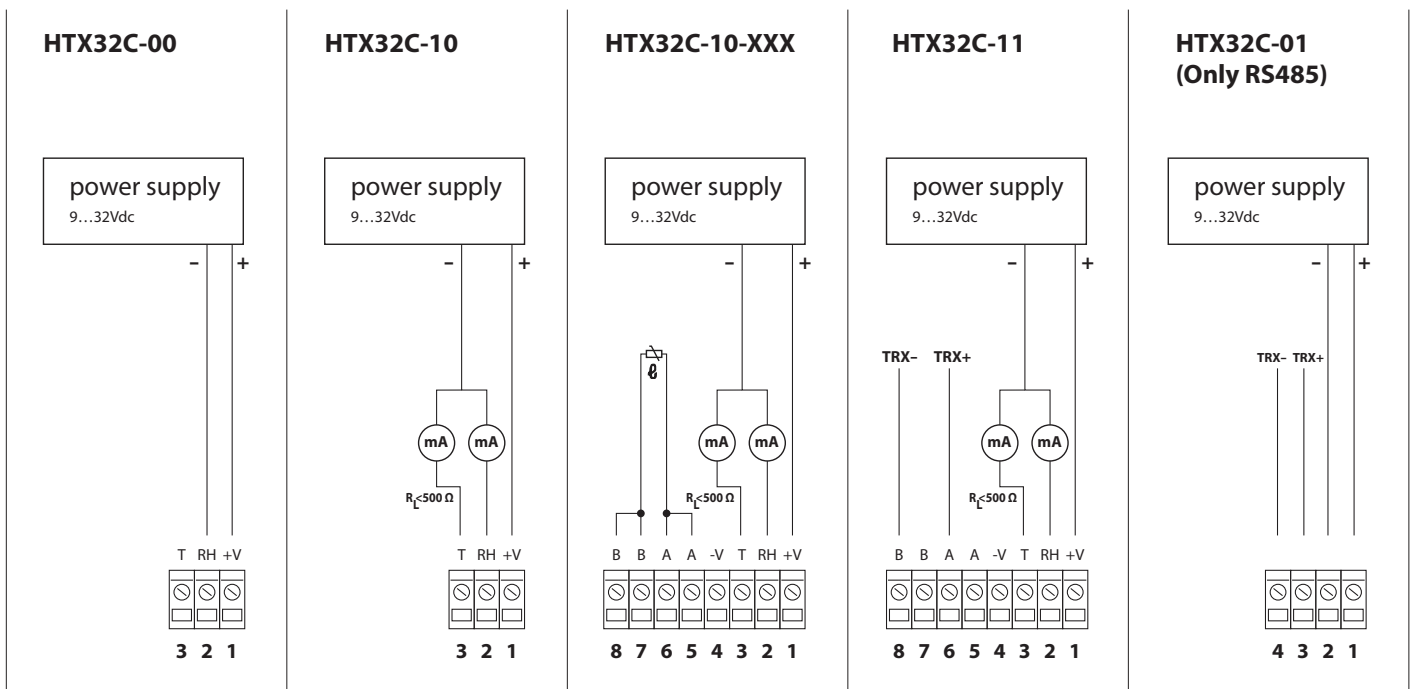 HTX32C-00
power supply
9…32Vdc
– +
T RH +V
3 2 1
HTX32C-10
power supply
9…32Vdc
– +
mA mA
RL<500 Ω
T RH +V
3 2 1
HTX32C-10-XXX
power supply
9…32Vdc
– +
ϑ
mA mA
RL<500 Ω
B B A A -V T RH +V
8 7 6 5 4 3 2 1
HTX32C-11
power supply
9…32Vdc
– +
TRX– TRX+
mA mA
RL<500 Ω
B B A A -V T RH +V
8 7 6 5 4 3 2 1
HTX32C-01
(Only RS485)
power supply
9…32Vdc
– +
TRX– TRX+
4 3 2 1